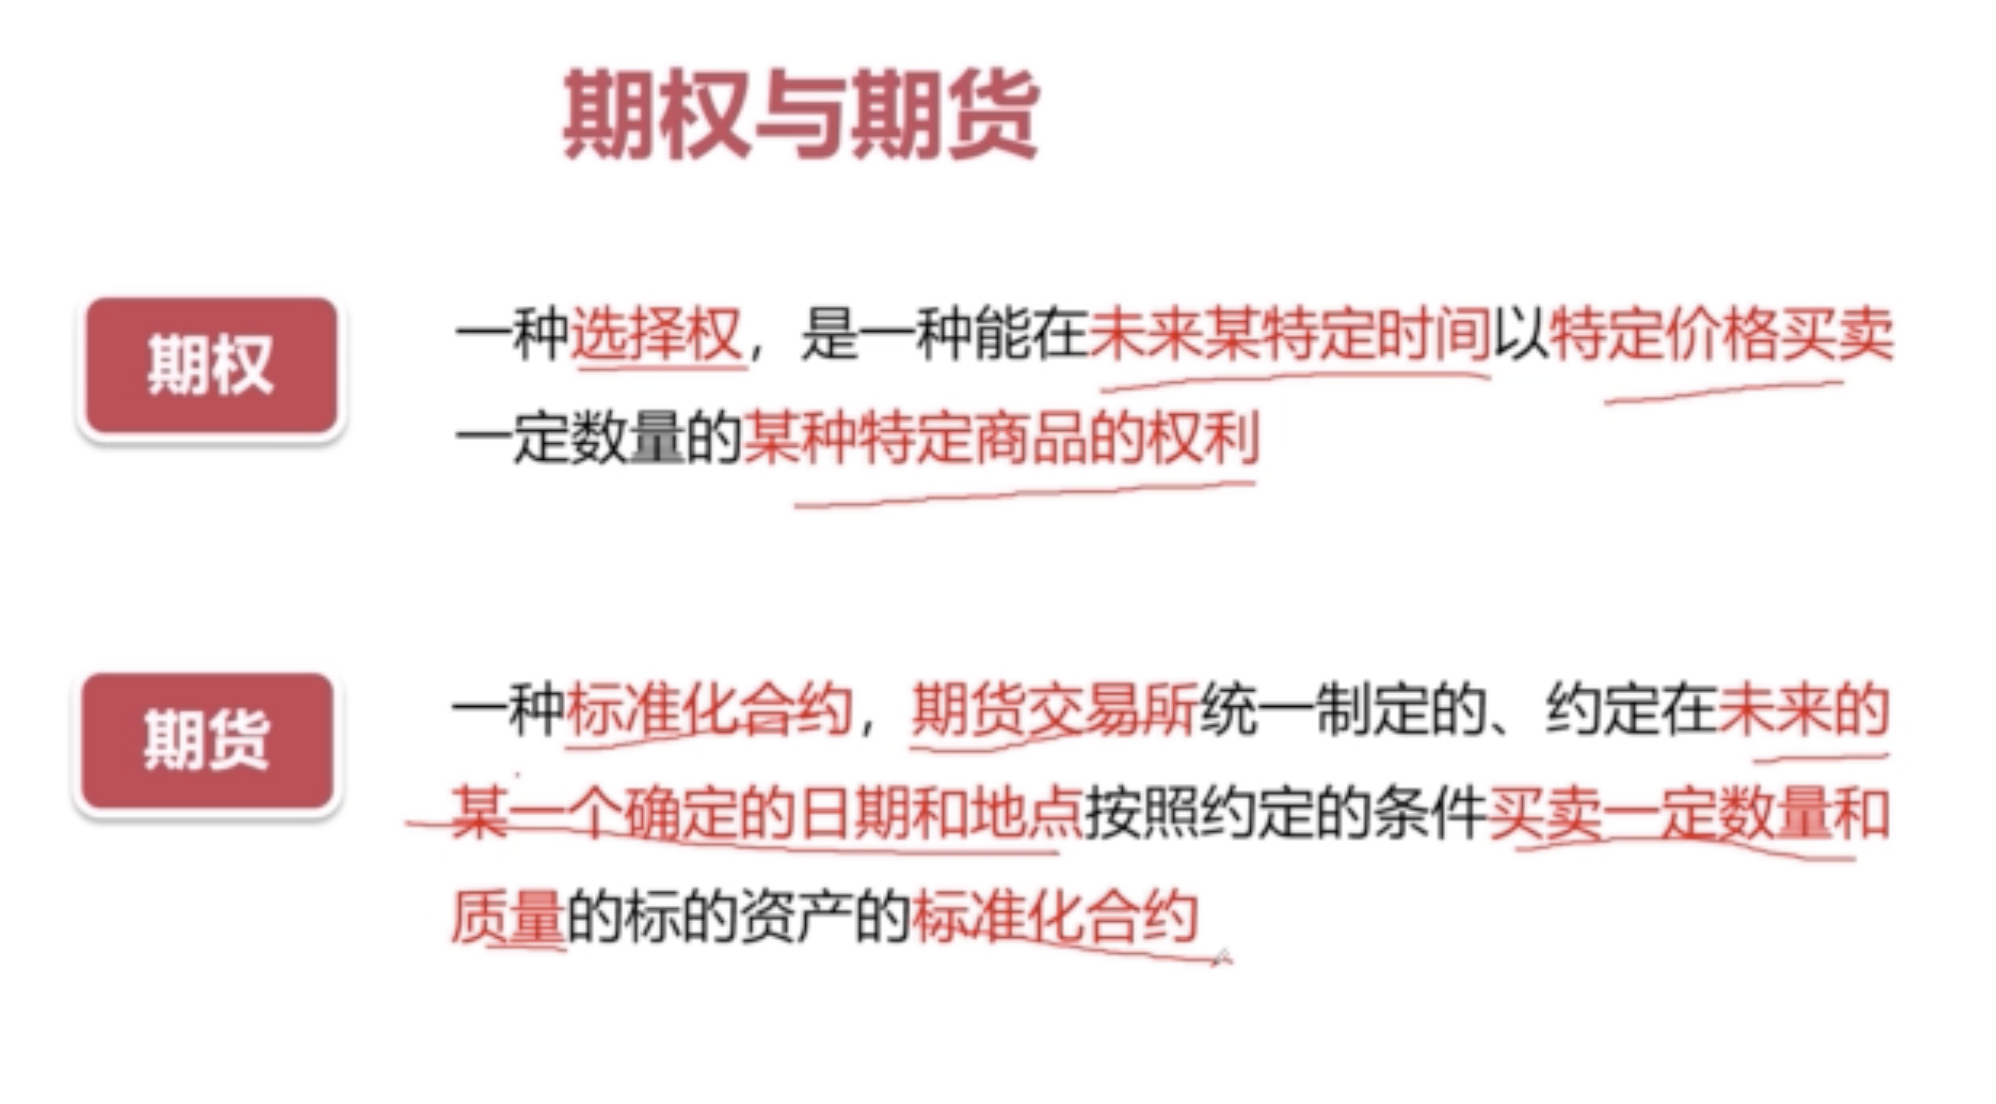 期权与期货
期权
一种选择权，是一种能在未来某特定时间以特定价格买卖
一定数量的某种特定商品的权利
期货
一种标准化合约，期货交易所统一制定的、约定在未来的
某一个确定的日期和地点按照约定的条件买卖一定数量和
质量的标的资产的标准化合约